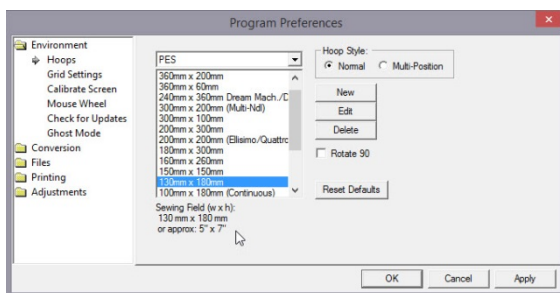 Program Preferences
Environment
Hoops
Grid Settings
Calibrate Screen
Mouse Wheel
Check for Updates
Ghost Mode
Conversion
Files
Printing
Adjustments
PES
360mm x 200mm
360mm x 60mm
240mm x 360mm Dream Mach./D
300mm x 200mm (Multi-Ndl)
300mm x 100mm
200mm x 300mm
200mm x 200mm (Ellisimo/Quattrc
180mm x 300mm
160mm x 260mm
150mm x 150mm
130mm x 180mm
100mm x 180mm (Continuous)
Sewing Field (w x h):
130 mm x 180 mm
or approx: 5" x 7"
Hoop Style:
Normal
Multi-Position
New
Edit
Delete
Rotate 90
Reset Defaults
OK
Cancel
Apply